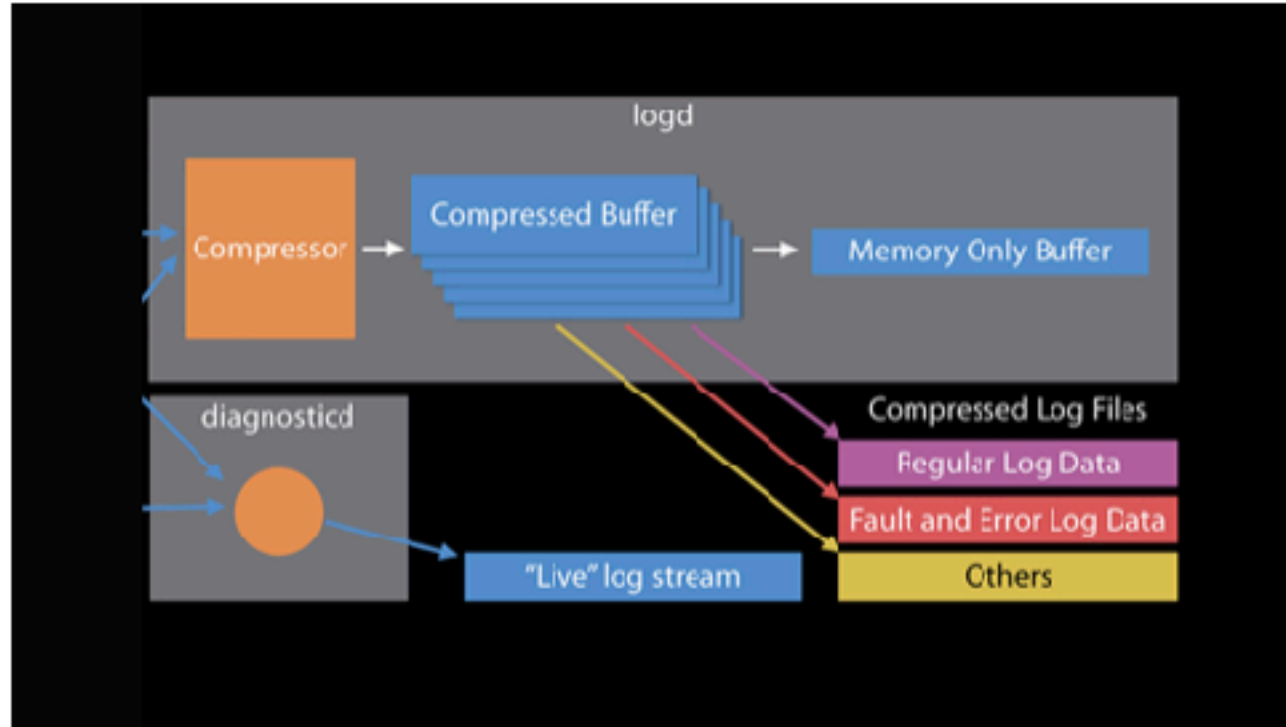 logd
Compressor
Compressed Buffer
Memory Only Buffer
diagnosticd
Compressed Log Files
Regular Log Data
Fault and Error Log Data
"Live" log stream
Others